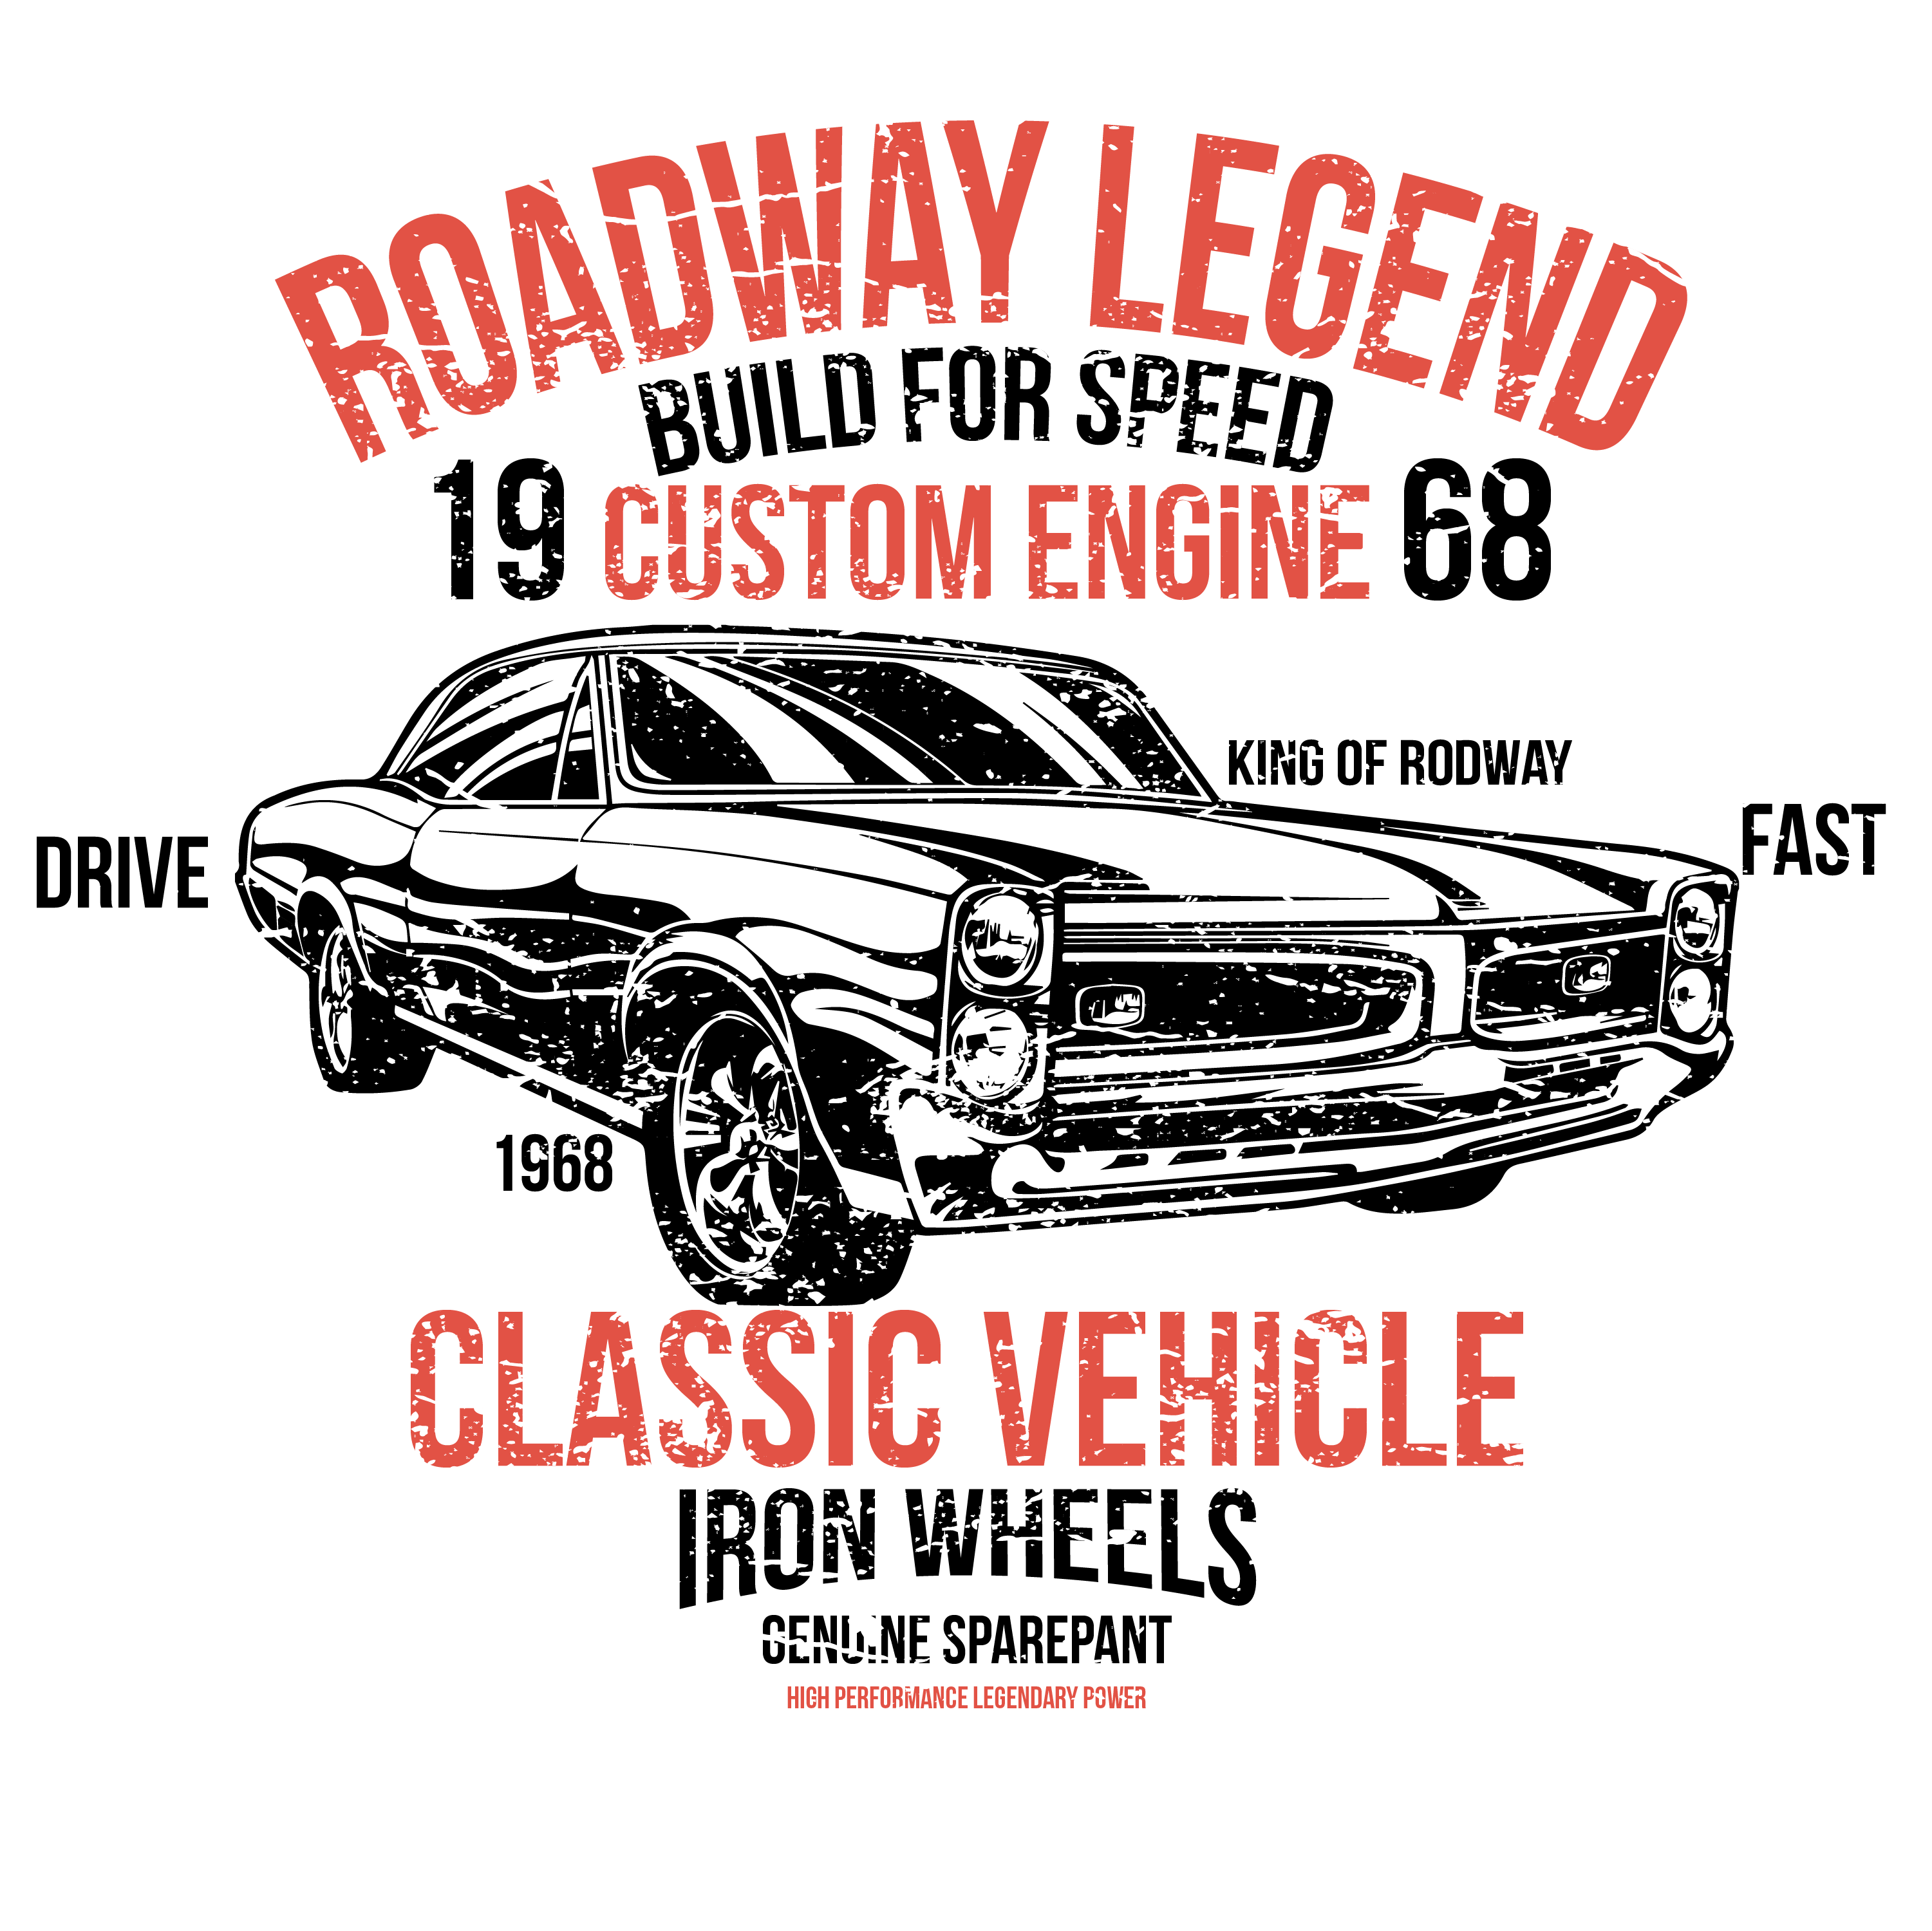 ROADWAY LEGEND
BUILD FOR SPEED
19 CUSTOM ENGINE 68
KING OF RODWAY
DRIVE
FAST
1968
CLASSIC VEHICLE
IRON WHEELS
GENUINE SPAREPANT
HIGH PERFORMANCE LEGENDARY POWER